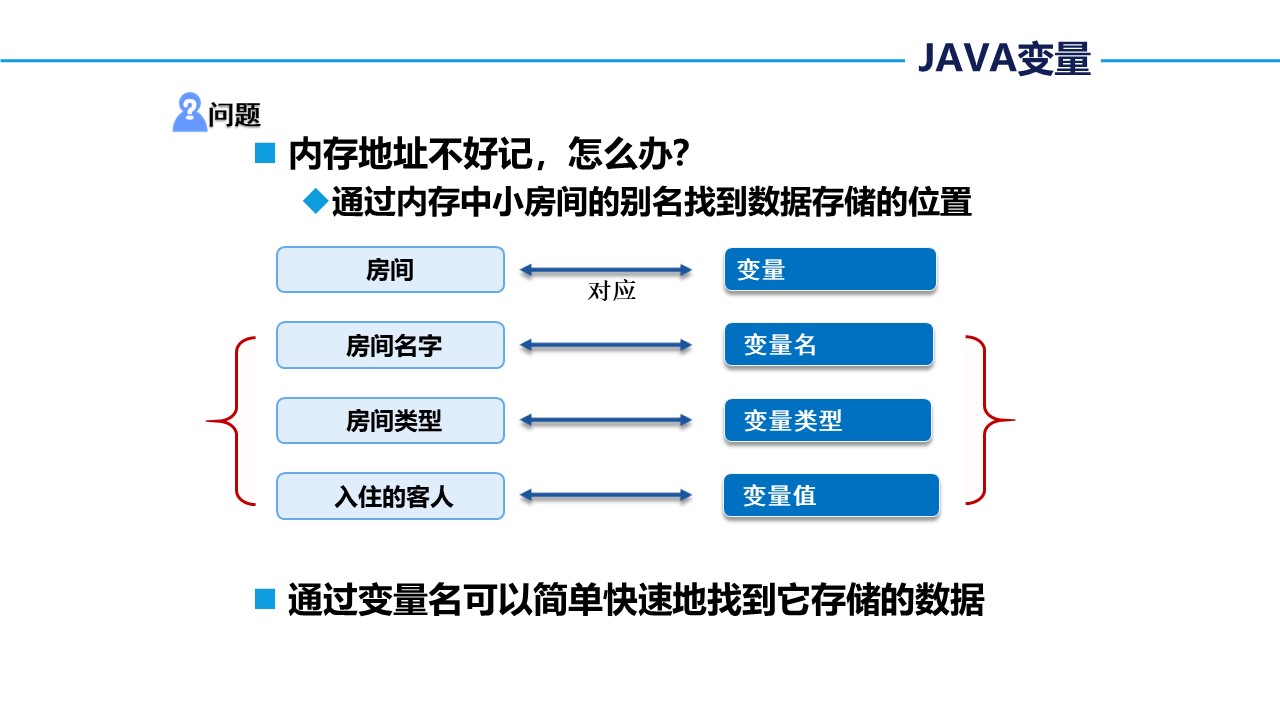 JAVA变量
问题
内存地址不好记，怎么办？
通过内存中小房间的别名找到数据存储的位置
房间
变量
对应
房间名字
变量名
房间类型
变量类型
入住的客人
变量值
通过变量名可以简单快速地找到它存储的数据